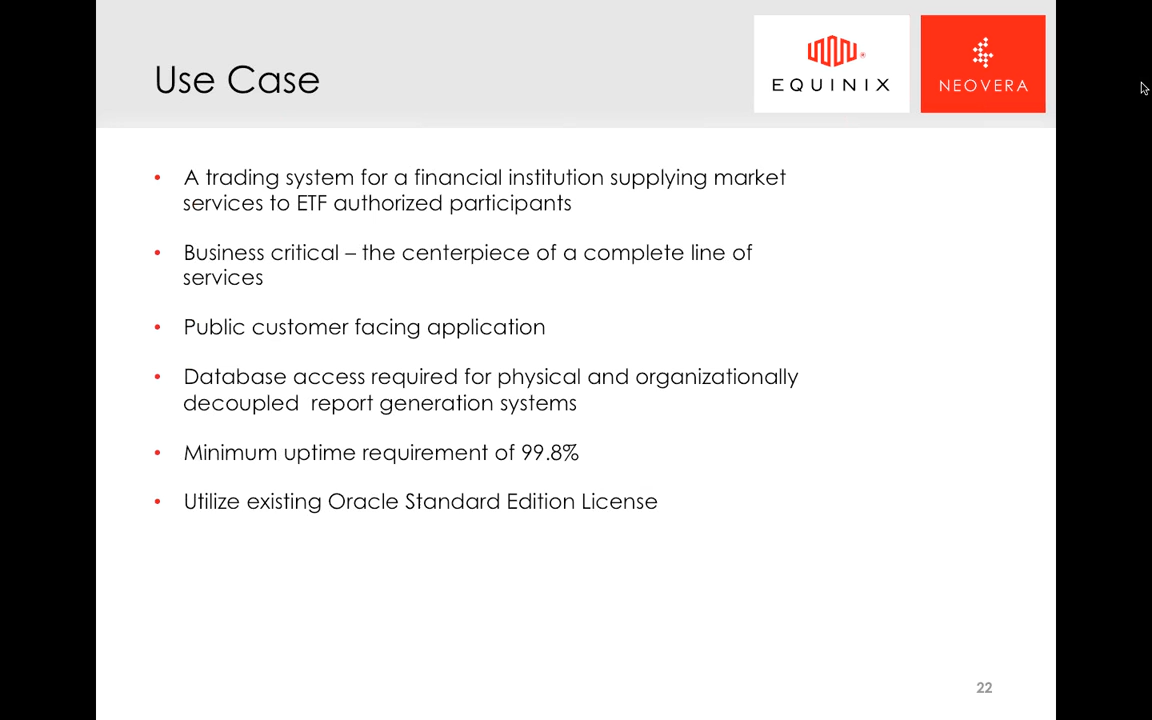 Use Case
EQUINIX
NEOVERA
• A trading system for a financial institution supplying market
services to ETF authorized participants
• Business critical – the centerpiece of a complete line of
services
• Public customer facing application
• Database access required for physical and organizationally
decoupled  report generation systems
• Minimum uptime requirement of 99.8%
• Utilize existing Oracle Standard Edition License
22